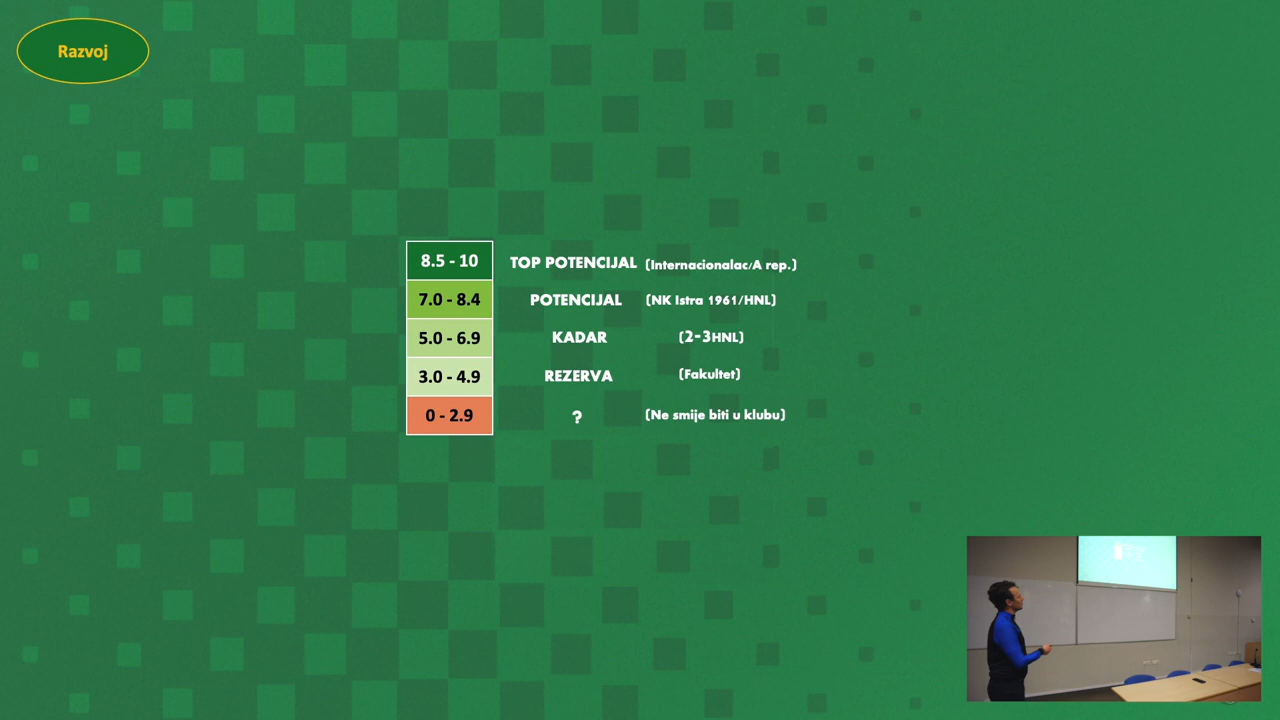 Razvoj
8.5 - 10 TOP POTENCIJAL (Internacionalac/A rep.)
7.0 - 8.4 POTENCIJAL (NK Istra 1961/HNL)
5.0 - 6.9 KADAR (2-3HNL)
3.0 - 4.9 REZERVA (Fakultet)
0 - 2.9 ? (Ne smije biti u klubu)